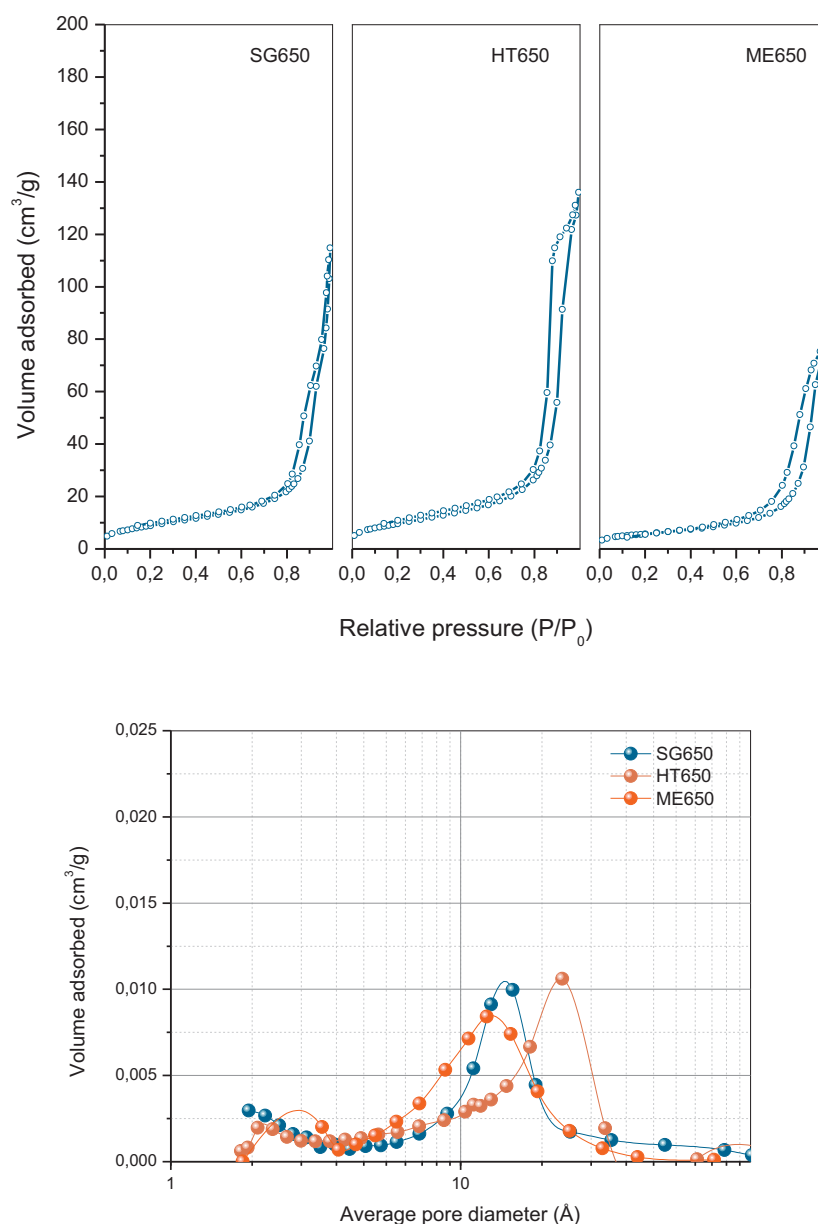 200
180
160
140
120
100
80
60
40
20
0
Volume adsorbed (cm³/g)
SG650
HT650
ME650
0,0 0,2 0,4 0,6 0,8 0,0 0,2 0,4 0,6 0,8 0,0 0,2 0,4 0,6 0,8
Relative pressure (P/P₀)
0,025
0,020
0,015
0,010
0,005
0,000
Volume adsorbed (cm³/g)
SG650
HT650
ME650
1 10
Average pore diameter (Å)